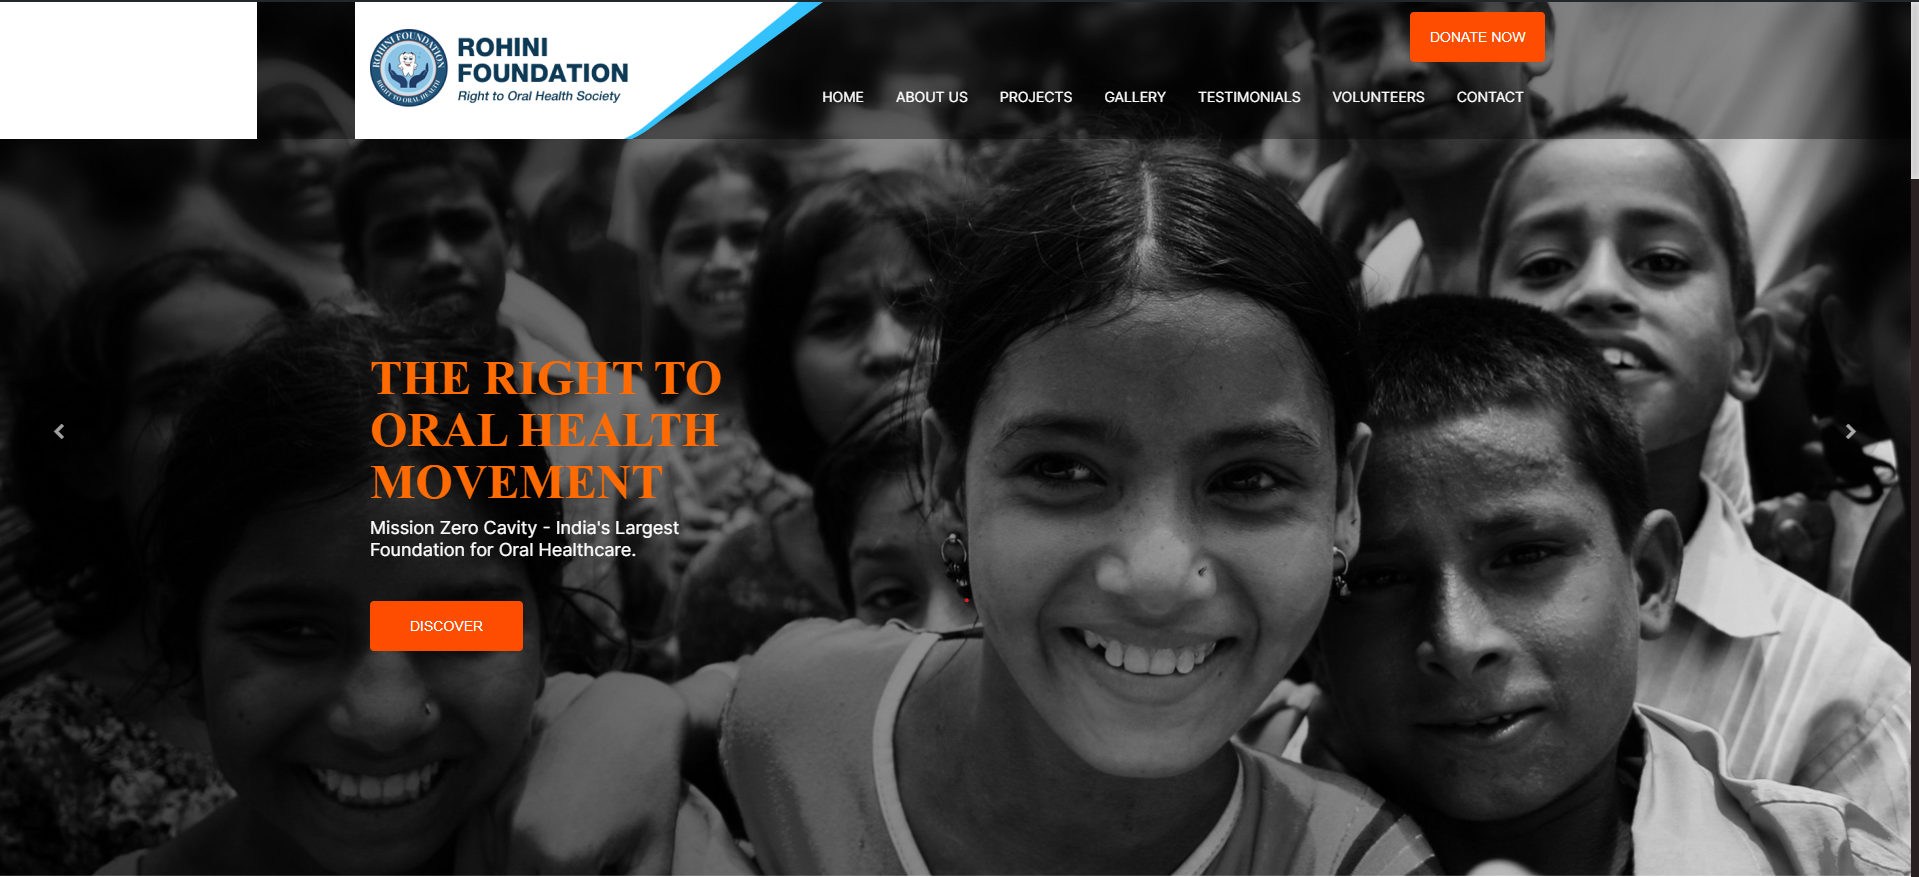 ROHINI FOUNDATION
RIGHT TO ORAL HEALTH
ROHINI
FOUNDATION
Right to Oral Health Society
DONATE NOW
HOME ABOUT US PROJECTS GALLERY TESTIMONIALS VOLUNTEERS CONTACT
THE RIGHT TO
ORAL HEALTH
MOVEMENT
Mission Zero Cavity - India's Largest
Foundation for Oral Healthcare.
DISCOVER